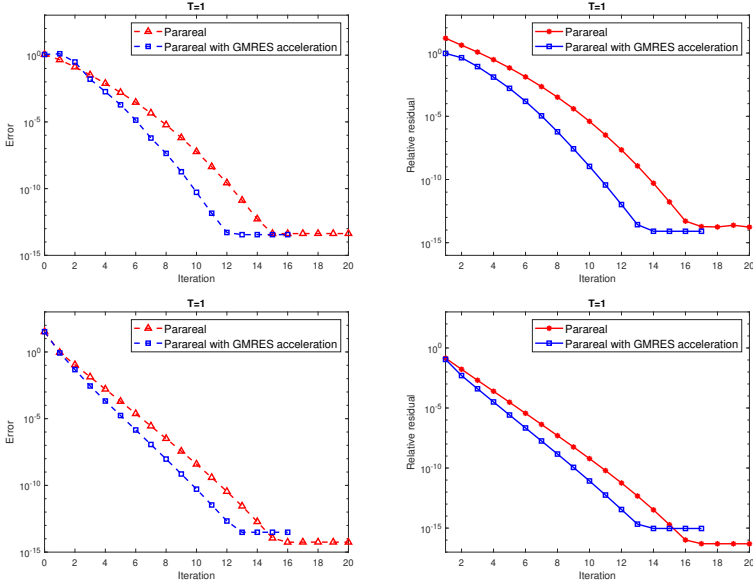 T=1
Parareal
Parareal with GMRES acceleration
10^0
10^-5
10^-10
10^-15
Error
0 2 4 6 8 10 12 14 16 18 20
Iteration
T=1
Parareal
Parareal with GMRES acceleration
10^0
10^-5
10^-10
10^-15
Relative residual
2 4 6 8 10 12 14 16 18 20
Iteration
T=1
Parareal
Parareal with GMRES acceleration
10^0
10^-5
10^-10
10^-15
Error
0 2 4 6 8 10 12 14 16 18 20
Iteration
T=1
Parareal
Parareal with GMRES acceleration
10^0
10^-5
10^-10
10^-15
Relative residual
2 4 6 8 10 12 14 16 18 20
Iteration